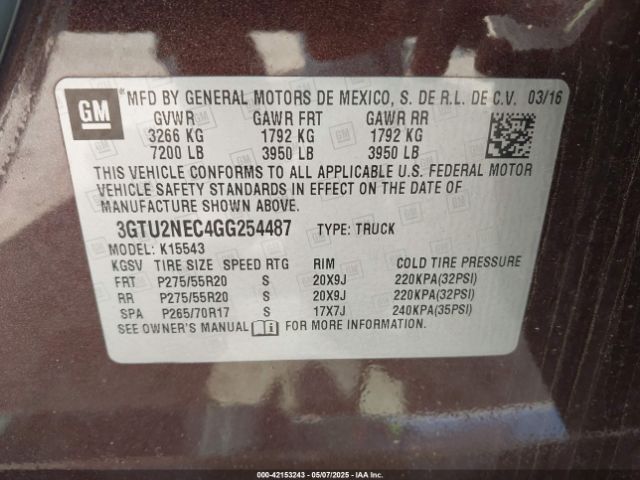 GM
*MFD BY GENERAL MOTORS DE MEXICO, S. DE R.L. DE C.V. 03/16
GVWR GAWR FRT GAWR RR
3266 KG 1792 KG 1792 KG
7200 LB 3950 LB 3950 LB
THIS VEHICLE CONFORMS TO ALL APPLICABLE U.S. FEDERAL MOTOR
VEHICLE SAFETY STANDARDS IN EFFECT ON THE DATE OF
MANUFACTURE SHOWN ABOVE.
3GTU2NEC4GG254487 TYPE: TRUCK
MODEL: K15543
KGSV TIRE SIZE SPEED RTG RIM COLD TIRE PRESSURE
FRT P275/55R20 S 20X9J 220KPA(32PSI)
RR P275/55R20 S 20X9J 220KPA(32PSI)
SPA P265/70R17 S 17X7J 240KPA(35PSI)
SEE OWNER'S MANUAL FOR MORE INFORMATION.
000-42153243 05/07/2025 IAA, Inc.